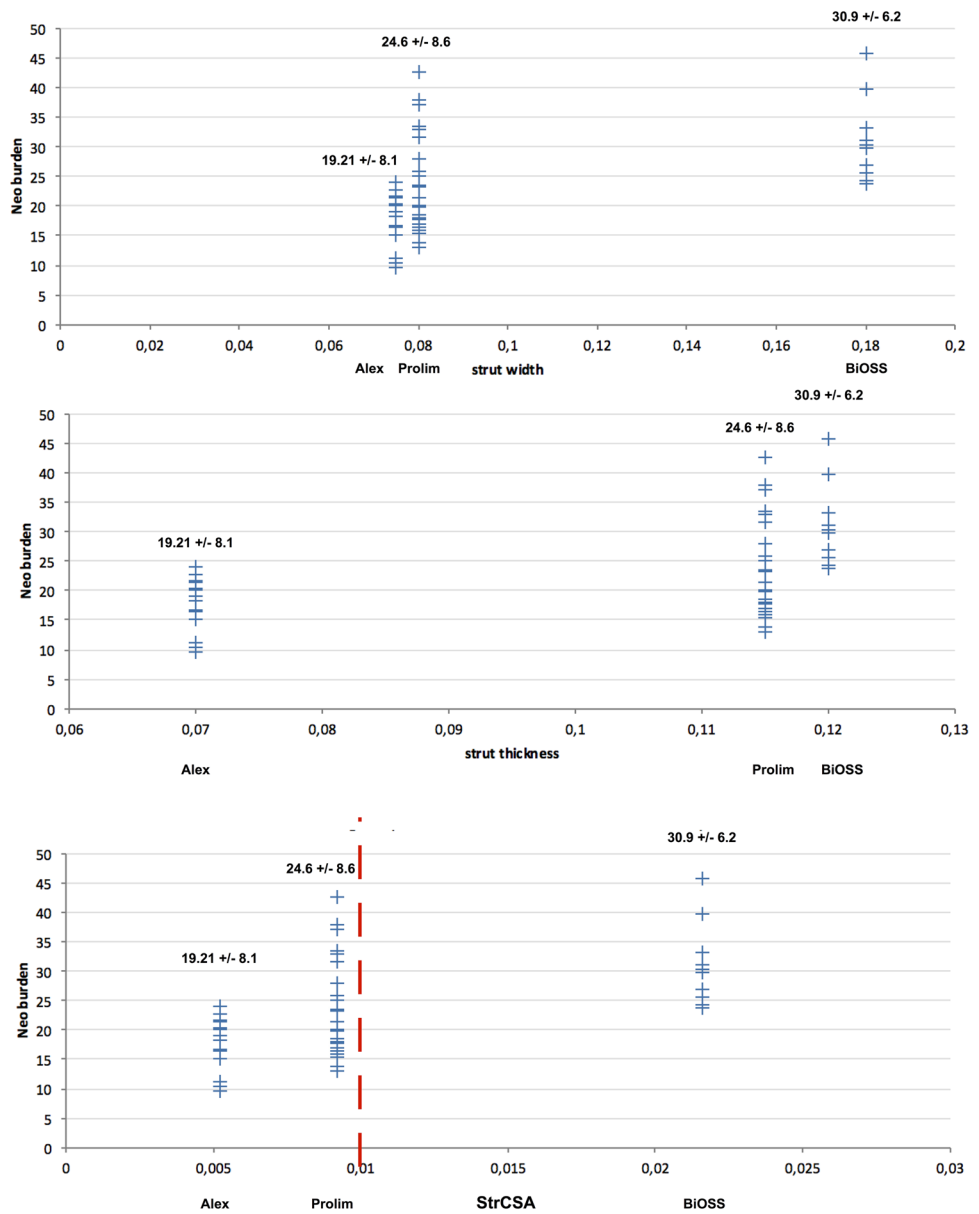 30.9 +/- 6.2
24.6 +/- 8.6
19.21 +/- 8.1
Neo burden
50
45
40
35
30
25
20
15
10
5
0
0 0,02 0,04 0,06 0,08 0,1 0,12 0,14 0,16 0,18 0,2
Alex Prolim strut width BiOSS
30.9 +/- 6.2
24.6 +/- 8.6
19.21 +/- 8.1
Neo burden
50
45
40
35
30
25
20
15
10
5
0
0,06 0,07 0,08 0,09 0,1 0,11 0,12 0,13
strut thickness
Alex Prolim BiOSS
30.9 +/- 6.2
24.6 +/- 8.6
19.21 +/- 8.1
Neo burden
50
45
40
35
30
25
20
15
10
5
0
0 0,005 0,01 0,015 0,02 0,025 0,03
Alex Prolim StrCSA BiOSS